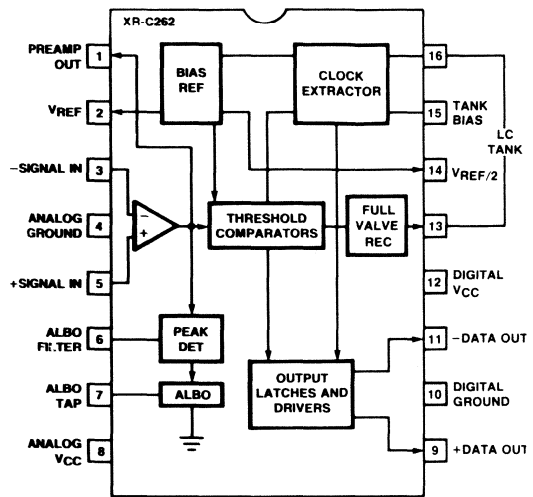 XR-C262
PREAMP
OUT
1
VREF
2
−SIGNAL IN
3
ANALOG
GROUND
4
+SIGNAL IN
5
ALBO
FILTER
6
ALBO
TAP
7
ANALOG
VCC
8
BIAS
REF
CLOCK
EXTRACTOR
−
+
THRESHOLD
COMPARATORS
FULL
VALVE
REC
PEAK
DET
ALBO
OUTPUT
LATCHES AND
DRIVERS
16
15
TANK
BIAS
LC
TANK
14
VREF/2
13
12
DIGITAL
VCC
11
−DATA OUT
10
DIGITAL
GROUND
9
+DATA OUT